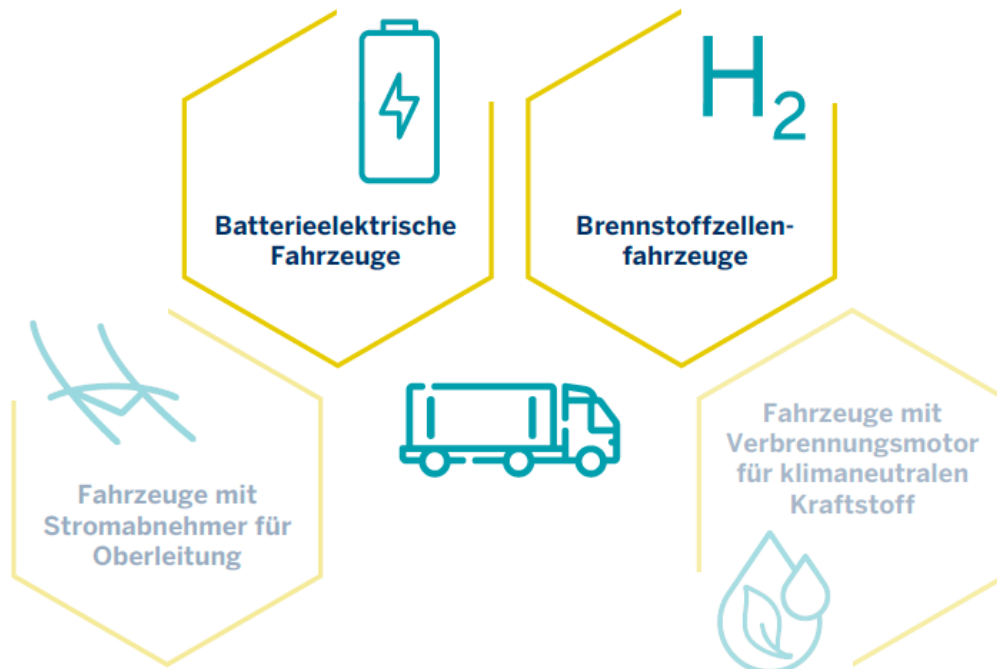 H₂
Batterieelektrische
Fahrzeuge
Brennstoffzellen-
fahrzeuge
Fahrzeuge mit
Stromabnehmer für
Oberleitung
Fahrzeuge mit
Verbrennungsmotor
für klimaneutralen
Kraftstoff